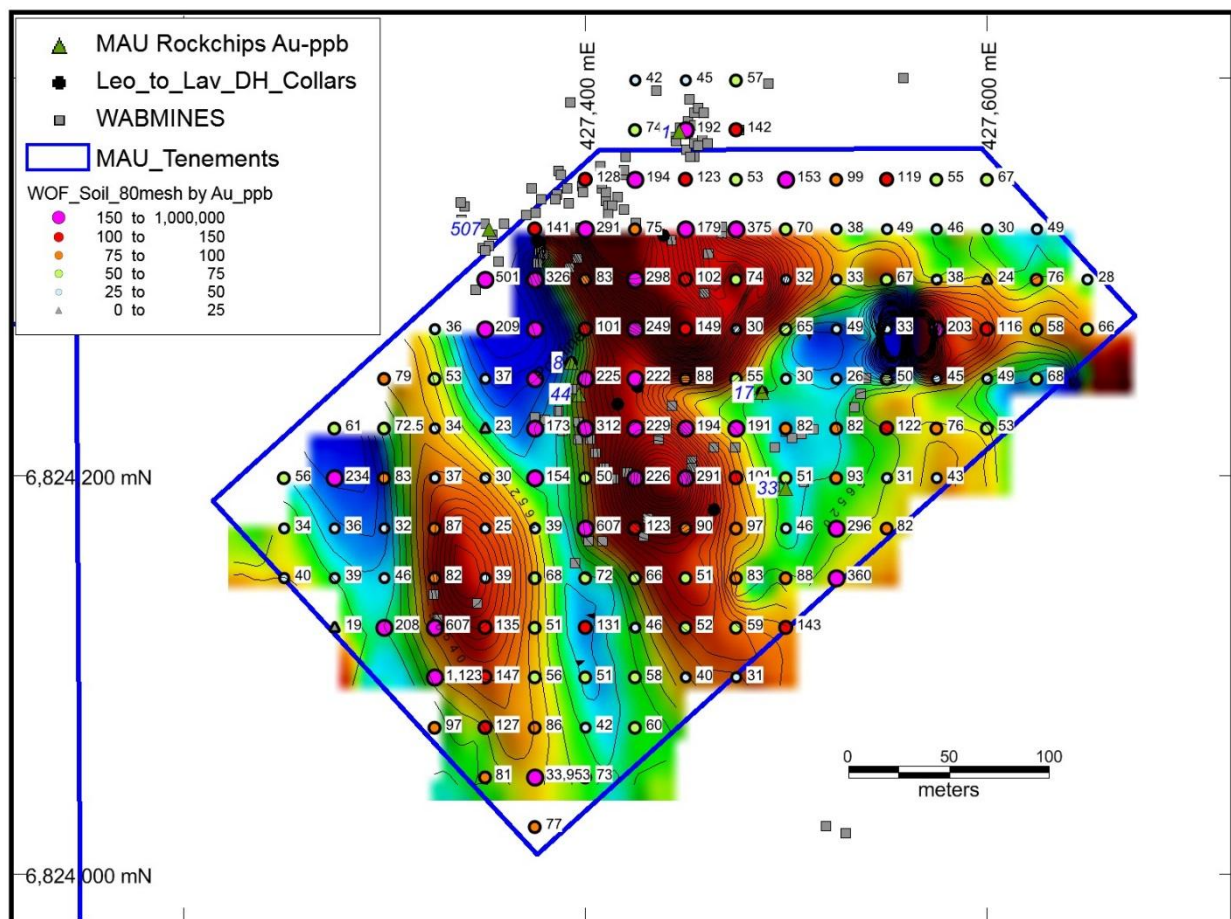 MAU Rockchips Au-ppb
Leo_to_Lav_DH_Collars
WABMINES
MAU_Tenements
WOF_Soil_80mesh by Au_ppb
150 to 1,000,000
100 to 150
75 to 100
50 to 75
25 to 50
0 to 25
427,400 mE
427,600 mE
42 45 57
74 1 192 142
128 194 123 53 153 99 119 55 67
507 141 291 75 179 375 70 38 49 46 30 49
501 326 83 298 102 74 32 33 67 38 24 76 28
36 209 101 249 149 30 65 49 33 203 116 58 66
8
79 53 37 225 222 88 55 30 26 50 45 49 68
44 17
61 72.5 34 23 173 312 229 194 191 82 82 122 76 53
6,824,200 mN
56 234 83 37 30 154 50 226 291 104 51 93 31 43
33
34 36 32 87 25 39 607 123 90 97 46 296 82
40 39 46 82 39 68 72 66 51 83 88 360
19 208 607 135 51 131 46 52 59 143
1,123 147 56 51 58 40 31
97 127 86 42 60
81 33,953 73
77
0 50 100
meters
6,824,000 mN